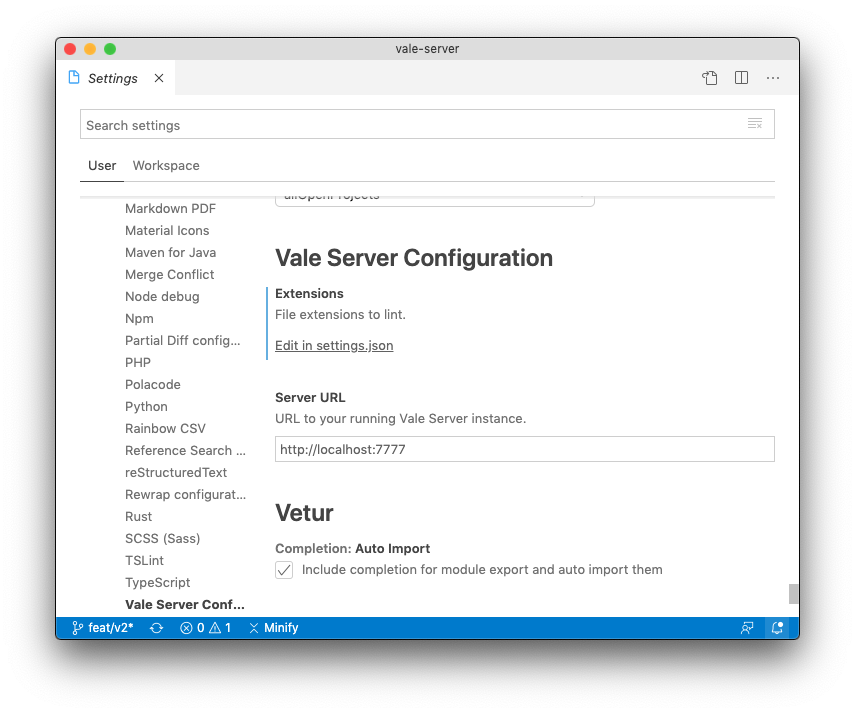 vale-server
Settings
Search settings
User Workspace
allOpenProjects
Markdown PDF
Material Icons
Maven for Java
Merge Conflict
Node debug
Npm
Partial Diff config...
PHP
Polacode
Python
Rainbow CSV
Reference Search ...
reStructuredText
Rewrap configurat...
Rust
SCSS (Sass)
TSLint
TypeScript
Vale Server Conf...
Vale Server Configuration
Extensions
File extensions to lint.
Edit in settings.json
Server URL
URL to your running Vale Server instance.
http://localhost:7777
Vetur
Completion: Auto Import
Include completion for module export and auto import them
feat/v2* 0 1 Minify